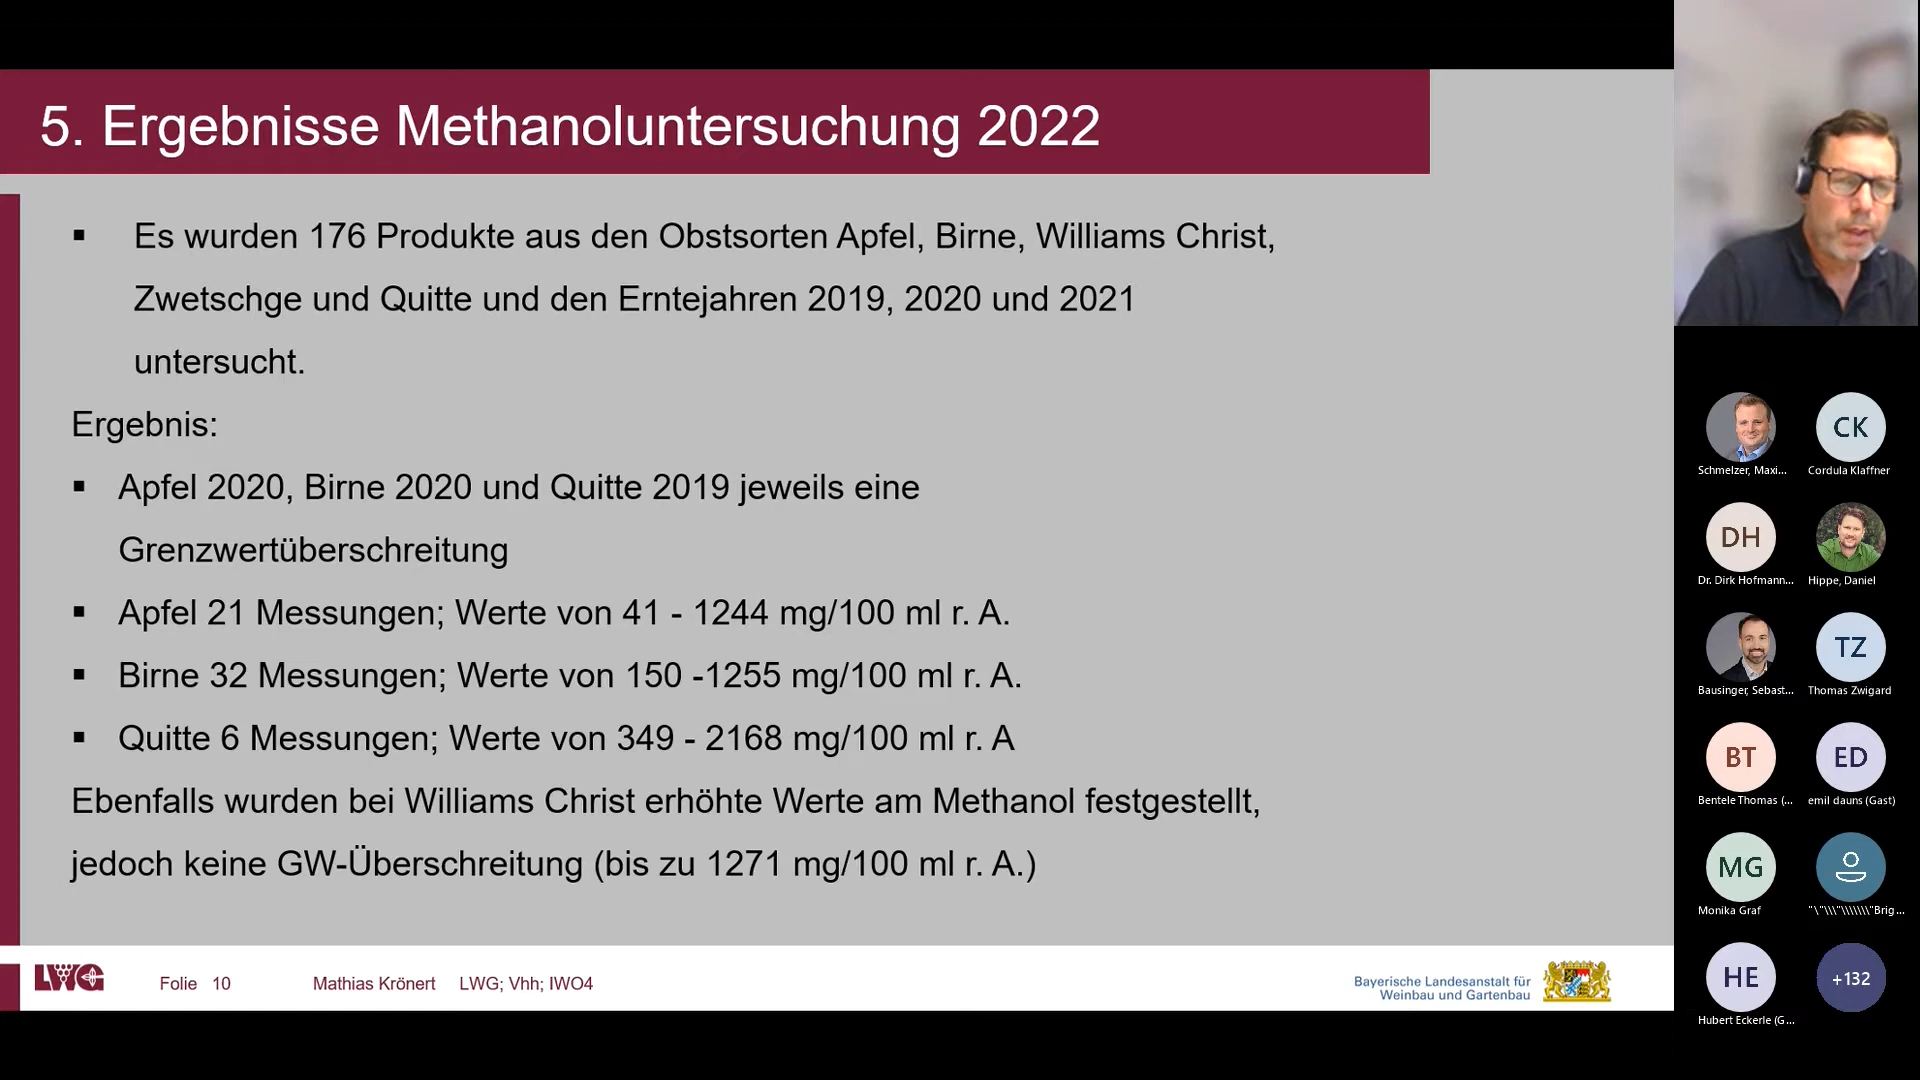 5. Ergebnisse Methanoluntersuchung 2022
▪ Es wurden 176 Produkte aus den Obstsorten Apfel, Birne, Williams Christ,
Zwetschge und Quitte und den Erntejahren 2019, 2020 und 2021
untersucht.
Ergebnis:
▪ Apfel 2020, Birne 2020 und Quitte 2019 jeweils eine
Grenzwertüberschreitung
▪ Apfel 21 Messungen; Werte von 41 - 1244 mg/100 ml r. A.
▪ Birne 32 Messungen; Werte von 150 -1255 mg/100 ml r. A.
▪ Quitte 6 Messungen; Werte von 349 - 2168 mg/100 ml r. A
Ebenfalls wurden bei Williams Christ erhöhte Werte am Methanol festgestellt,
jedoch keine GW-Überschreitung (bis zu 1271 mg/100 ml r. A.)
LWG
Folie 10 Mathias Krönert LWG; Vhh; IWO4
Bayerische Landesanstalt für
Weinbau und Gartenbau
CK
Schmelzer, Maxi... Cordula Klaffner
DH
Dr. Dirk Hofmann... Hippe, Daniel
TZ
Bausinger, Sebast... Thomas Zwigard
BT ED
Bentele Thomas (... emil dauns (Gast)
MG
Monika Graf "\"\\\"\\\\\\\"Brig...
HE +132
Hubert Eckerle (G...